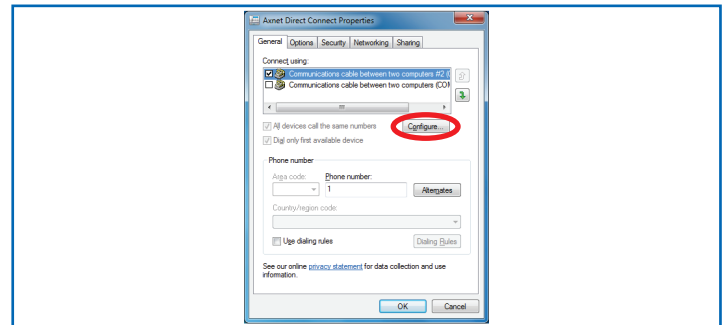 Axnet Direct Connect Properties
General Options Security Networking Sharing
Connect using:
Communications cable between two computers #2 (
Communications cable between two computers (COM
All devices call the same numbers Configure...
Dial only first available device
Phone number
Area code: Phone number:
1 Alternates
Country/region code:
Use dialing rules Dialing Rules
See our online privacy statement for data collection and use
information.
OK Cancel